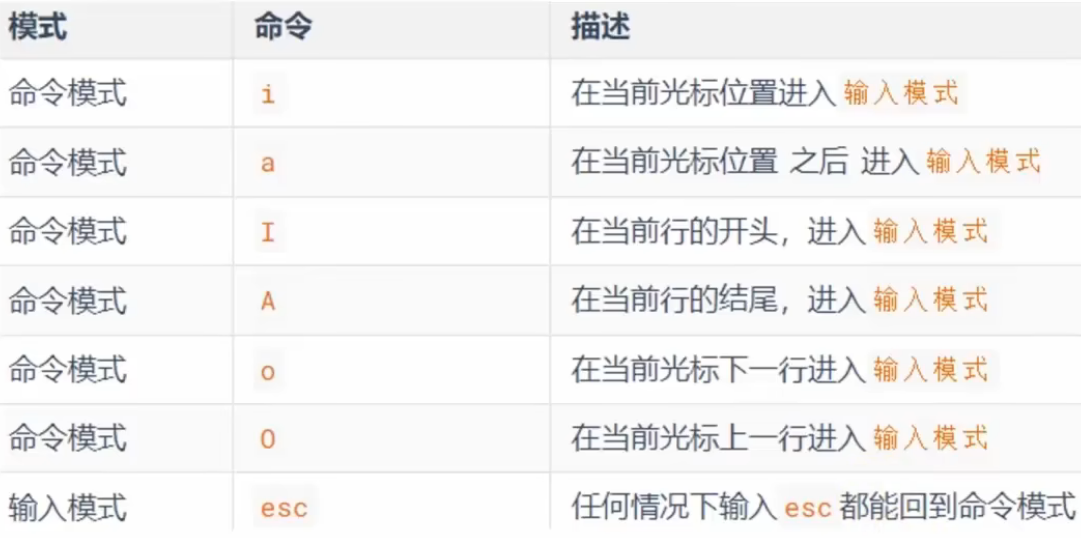 模式 命令 描述
命令模式 i 在当前光标位置进入 输入模式
命令模式 a 在当前光标位置 之后 进入 输入模式
命令模式 I 在当前行的开头，进入 输入模式
命令模式 A 在当前行的结尾，进入 输入模式
命令模式 o 在当前光标下一行进入 输入模式
命令模式 O 在当前光标上一行进入 输入模式
输入模式 esc 任何情况下输入 esc 都能回到命令模式